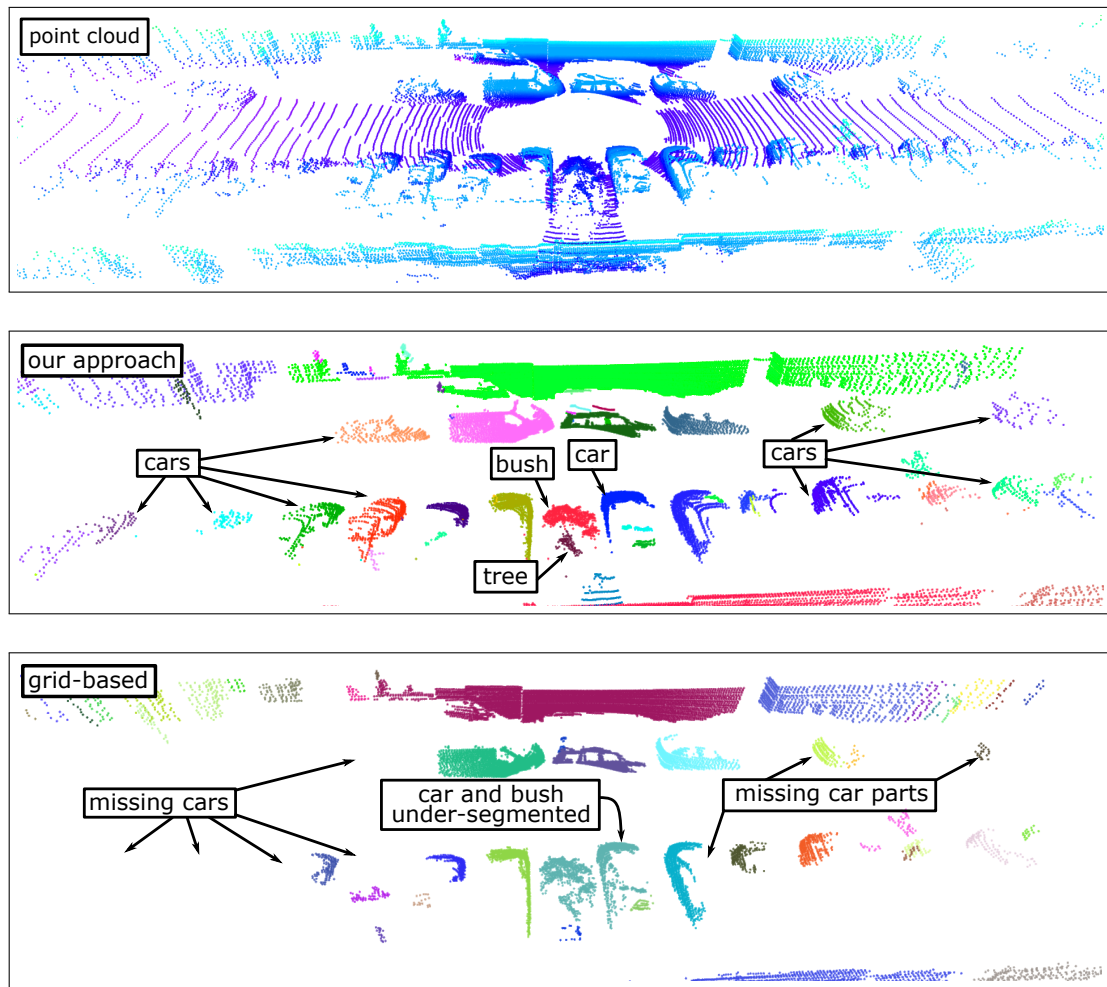 point cloud
our approach
cars
bush
car
cars
tree
grid-based
missing cars
car and bush
under-segmented
missing car parts